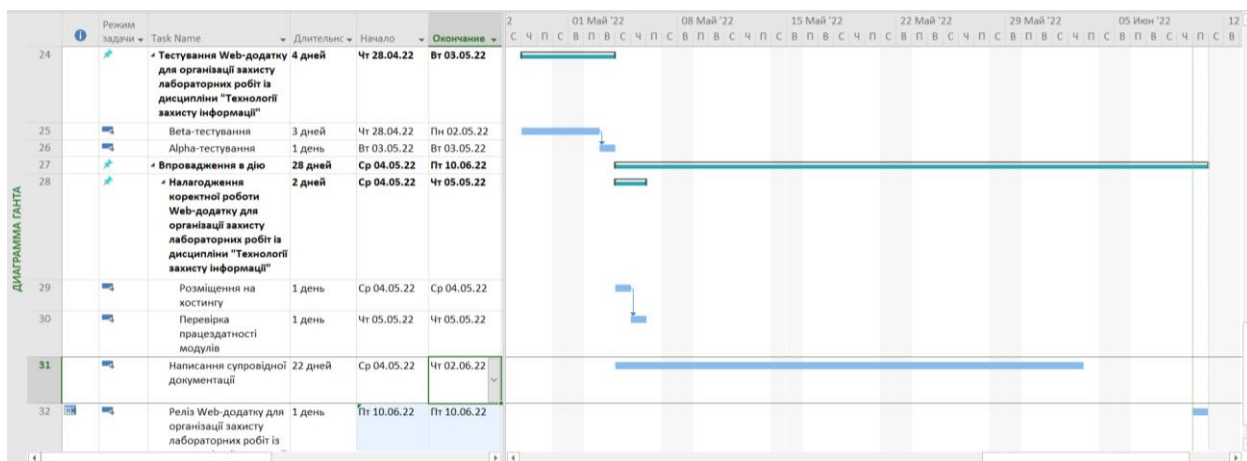 2 01 Май '22 08 Май '22 15 Май '22 22 Май '22 29 Май '22 05 Июн '22 12
Режим задачи Task Name Длительнс Начало Окончание
С Ч П С В П В С Ч П С В П В С Ч П С В П В С Ч П С В П В С Ч П С В П В С Ч П С В П В С Ч П С В
ДИАГРАММА ГАНТА
24 Тестування Web-додатку 4 дней Чт 28.04.22 Вт 03.05.22
для організації захисту
лабораторних робіт із
дисципліни "Технології
захисту інформації"
25 Beta-тестування 3 дней Чт 28.04.22 Пн 02.05.22
26 Alpha-тестування 1 день Вт 03.05.22 Вт 03.05.22
27 Впровадження в дію 28 дней Ср 04.05.22 Пт 10.06.22
28 Налагодження 2 дней Ср 04.05.22 Чт 05.05.22
коректної роботи
Web-додатку для
організації захисту
лабораторних робіт із
дисципліни "Технології
захисту інформації"
29 Розміщення на 1 день Ср 04.05.22 Ср 04.05.22
хостингу
30 Перевірка 1 день Чт 05.05.22 Чт 05.05.22
працездатності
модулів
31 Написання супровідної 22 дней Ср 04.05.22 Чт 02.06.22
документації
32 Реліз Web-додатку для 1 день Пт 10.06.22 Пт 10.06.22
організації захисту
лабораторних робіт із